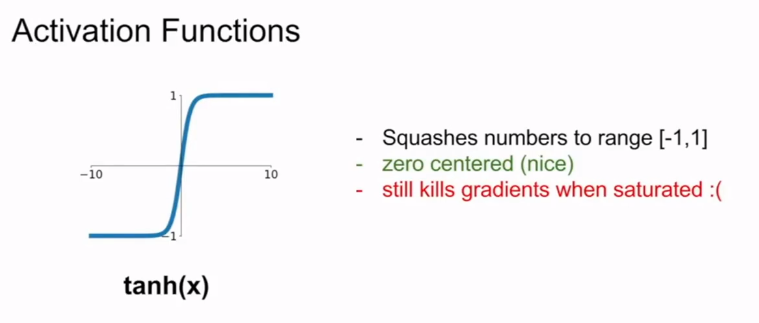 Activation Functions
1
−10
10
−1
tanh(x)
- Squashes numbers to range [-1,1]
- zero centered (nice)
- still kills gradients when saturated :(